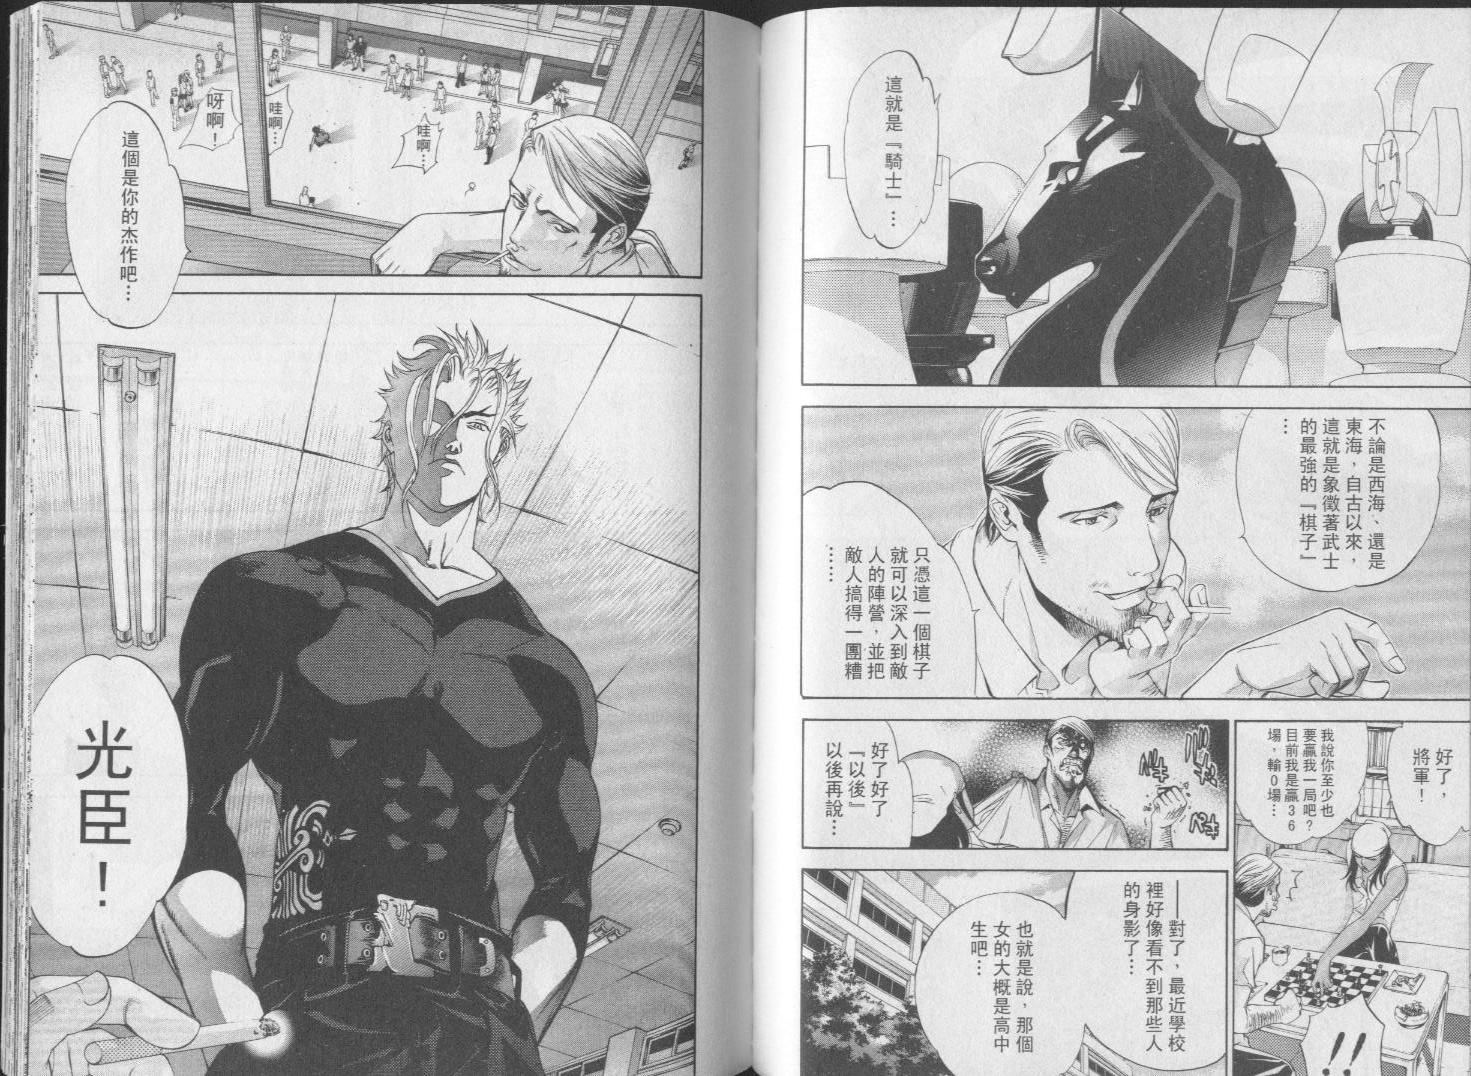 這就是『騎士』…
不論是西海、還是
東海，自古以來，
這就是象徵著武士
的最強的『棋子』
…
只憑這一個棋子
就可以深入到敵
人的陣營，並把
敵人搞得一團糟
……
好了，
將軍！
我說你至少也
要贏我一局吧？
目前我是贏36
場，輸0場…
!!
バキ
バキ
ペキ
好了好了
『以後』
以後再說…
——對了，最近學校
裡好像看不到那些人
的身影了…
也就是說，那個
女的大概是高中
生吧…
哇啊…
哇啊…
呀啊！
這個是你的杰作吧…
光臣！